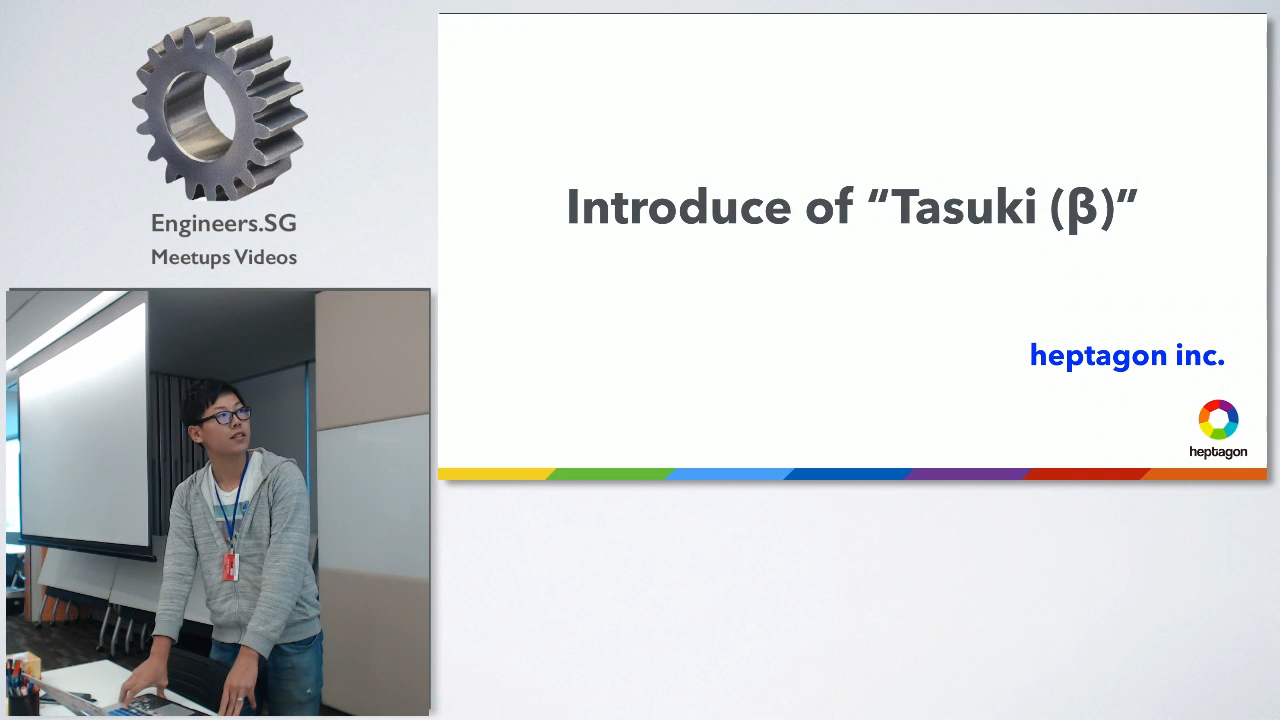 Engineers.SG
Meetups Videos
Introduce of “Tasuki (β)”
heptagon inc.
heptagon